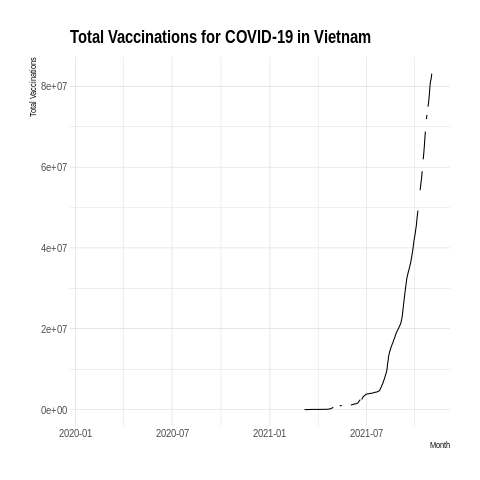 Total Vaccinations for COVID-19 in Vietnam
Total Vaccinations
8e+07
6e+07
4e+07
2e+07
0e+00
2020-01 2020-07 2021-01 2021-07
Month